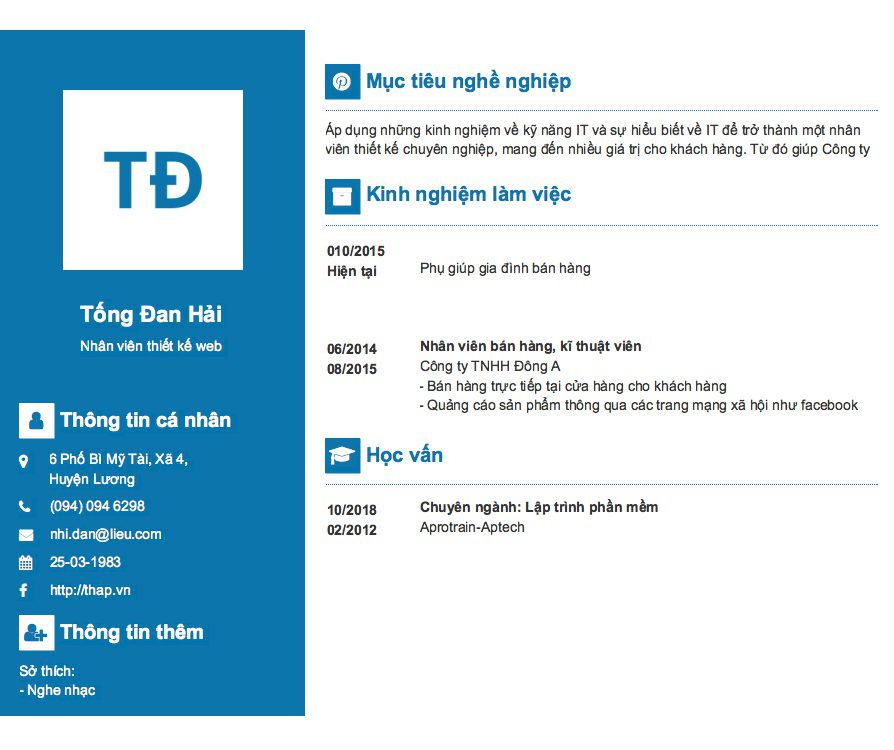 TĐ
Tống Đan Hải
Nhân viên thiết kế web
Thông tin cá nhân
6 Phố Bì Mỹ Tài, Xã 4,
Huyện Lương
(094) 094 6298
nhi.dan@lieu.com
25-03-1983
http://thap.vn
Thông tin thêm
Sở thích:
- Nghe nhạc
Mục tiêu nghề nghiệp
Áp dụng những kinh nghiệm về kỹ năng IT và sự hiểu biết về IT để trở thành một nhân
viên thiết kế chuyên nghiệp, mang đến nhiều giá trị cho khách hàng. Từ đó giúp Công ty
Kinh nghiệm làm việc
010/2015
Hiện tại
Phụ giúp gia đình bán hàng
06/2014
08/2015
Nhân viên bán hàng, kĩ thuật viên
Công ty TNHH Đông A
- Bán hàng trực tiếp tại cửa hàng cho khách hàng
- Quảng cáo sản phẩm thông qua các trang mạng xã hội như facebook
Học vấn
10/2018
02/2012
Chuyên ngành: Lập trình phần mềm
Aprotrain-Aptech